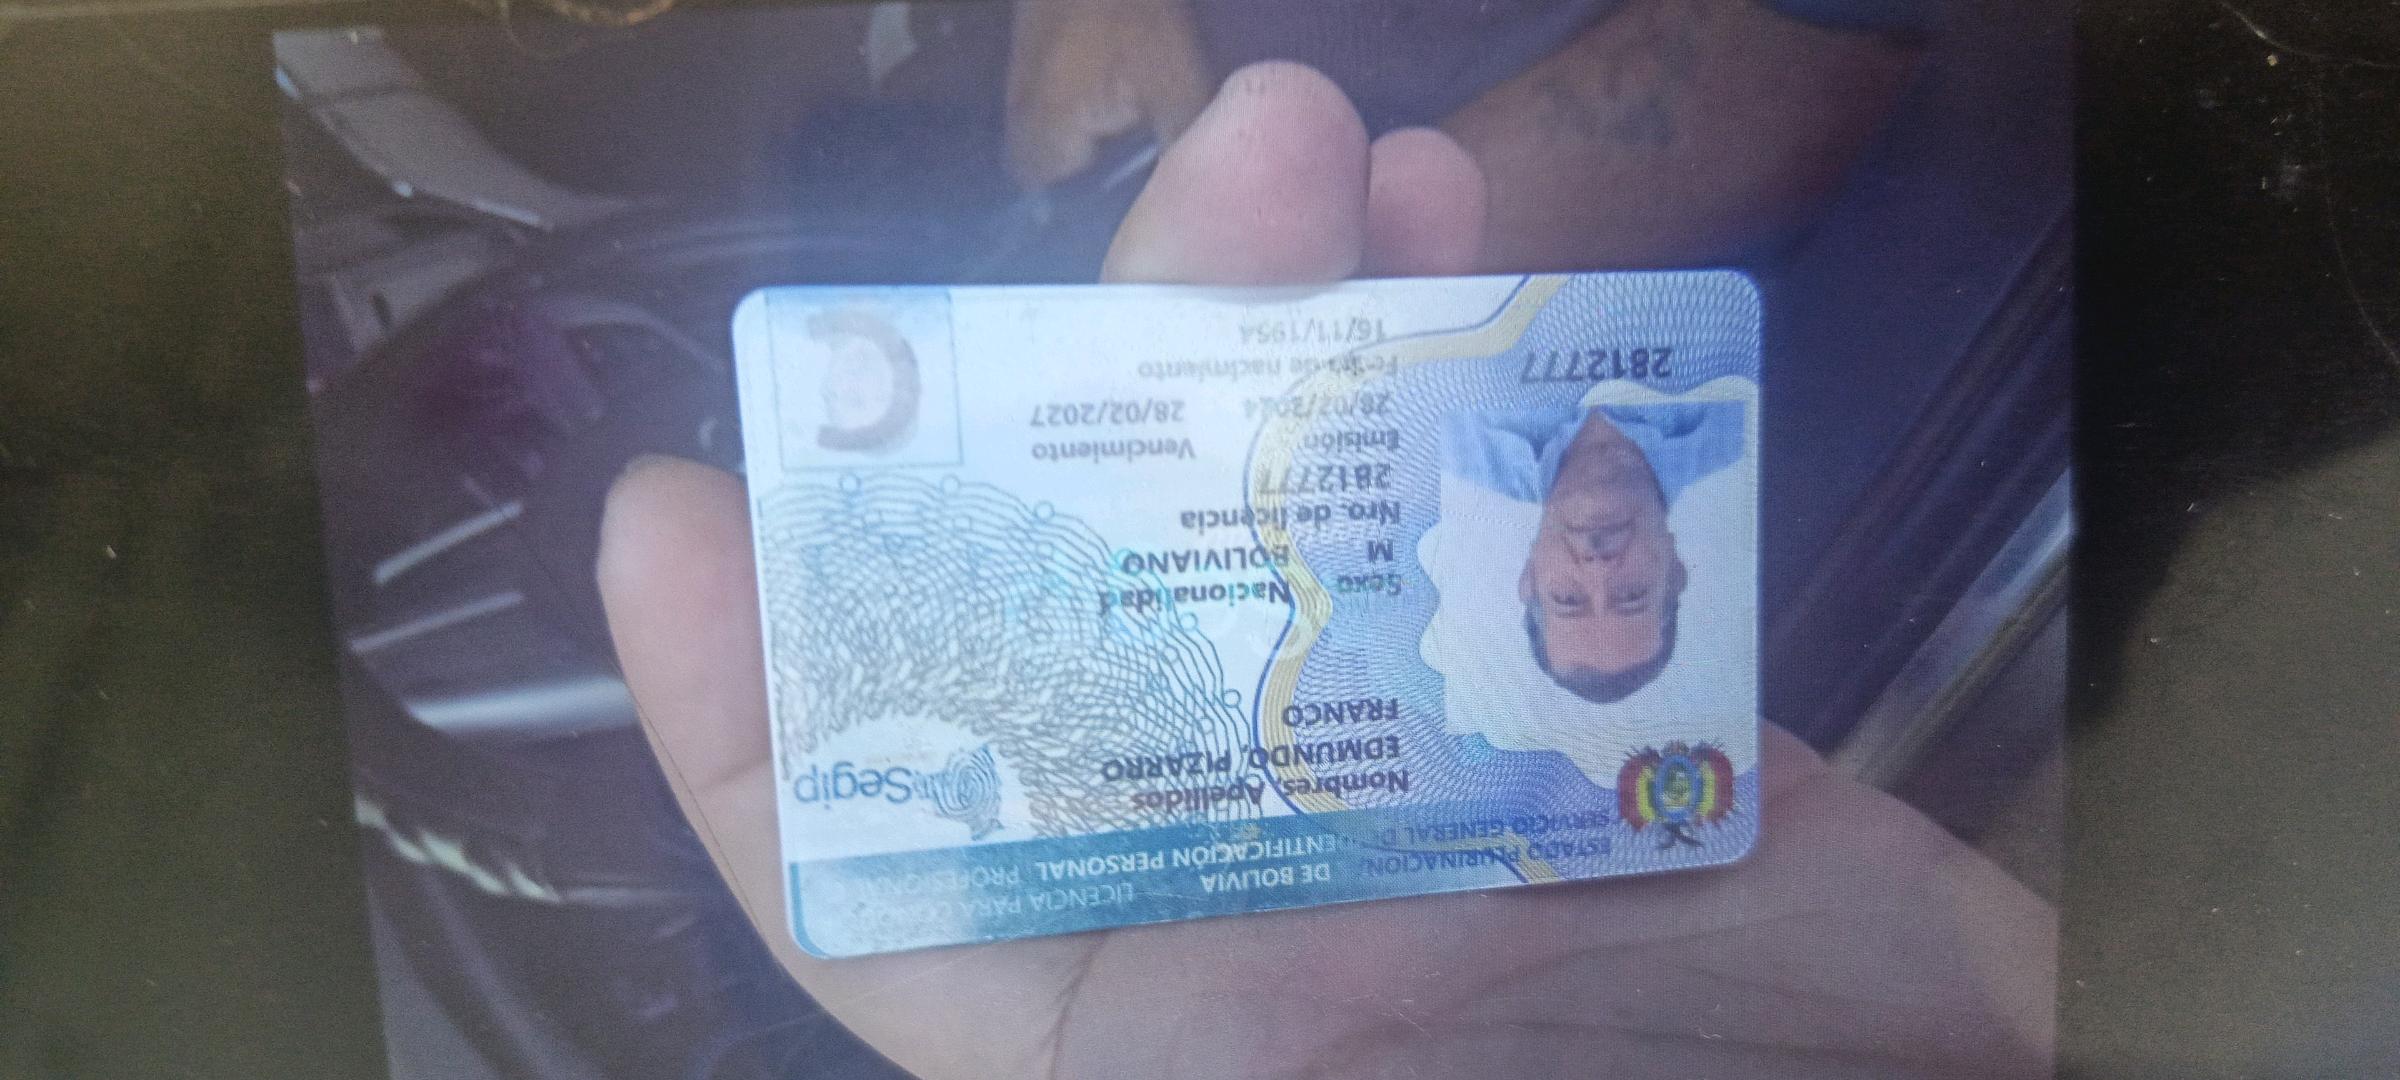 ESTADO PLURINACIONAL DE BOLIVIA
SERVICIO GENERAL DE IDENTIFICACIÓN PERSONAL
LICENCIA PARA
Segip
Nombres, Apellidos
EDMUNDO, PIZARRO
FRANCO
Sexo Nacionalidad
M BOLIVIANO
Nro. de licencia
2812777
Emisión Vencimiento
28/02/2024 28/02/2027
Fecha de nacimiento
16/11/1954
2812777